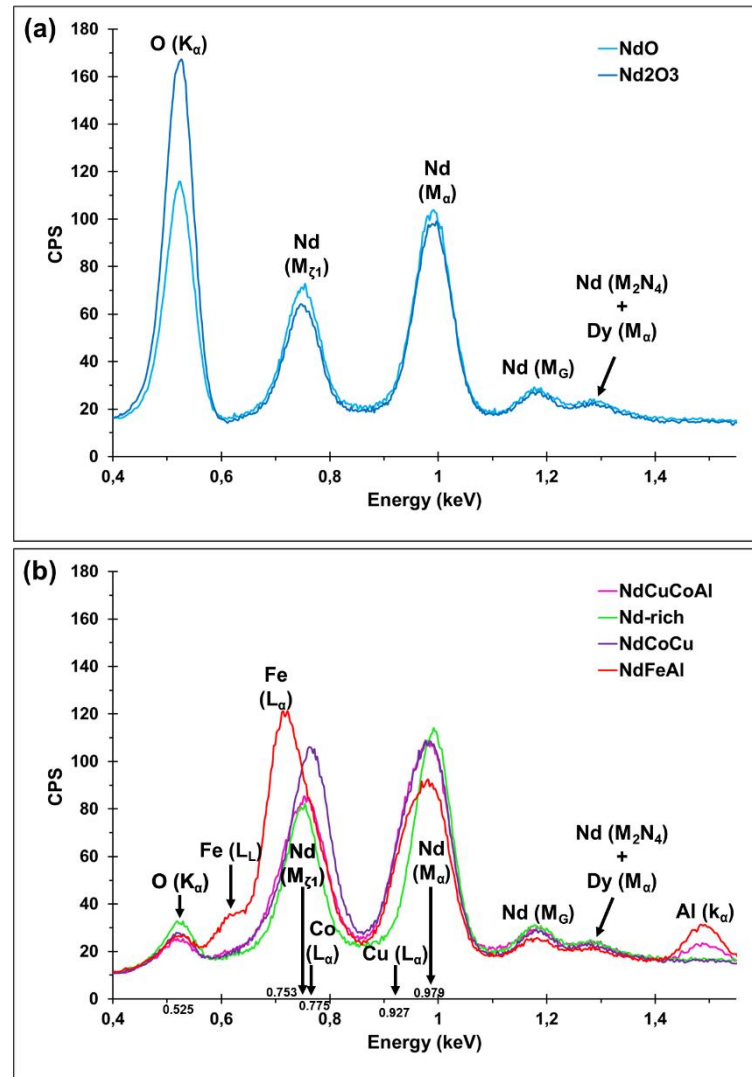 (a)
O (Kα)
NdO
Nd2O3
Nd
(Mα)
Nd
(Mζ1)
Nd (M2N4)
+
Dy (Mα)
Nd (MG)
CPS
180
160
140
120
100
80
60
40
20
0
0,4 0,6 0,8 1 1,2 1,4
Energy (keV)
(b)
NdCuCoAl
Nd-rich
NdCoCu
NdFeAl
Fe
(Lα)
Fe (LL)
O (Kα)
Nd
(Mζ1)
Nd
(Mα)
Co
(Lα)
Cu (Lα)
Nd (M2N4)
+
Dy (Mα)
Nd (MG)
Al (kα)
CPS
180
160
140
120
100
80
60
40
20
0
0.525 0.753 0.775 0.927 0.979
0,4 0,6 0,8 1 1,2 1,4
Energy (keV)